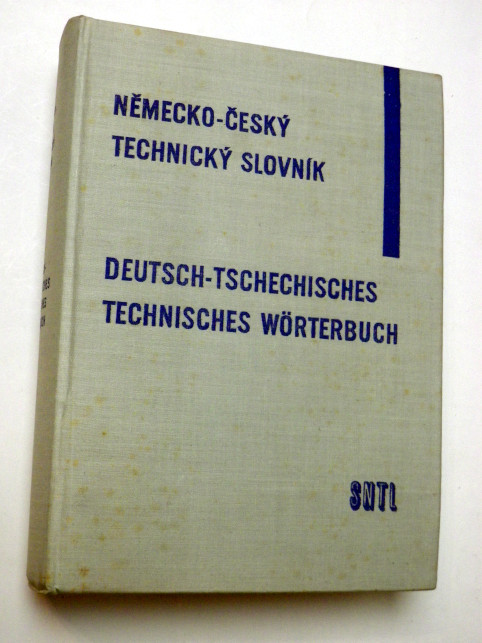 NĚMECKO-ČESKÝ
TECHNICKÝ SLOVNÍK
DEUTSCH-TSCHECHISCHES
TECHNISCHES WÖRTERBUCH
SNTL